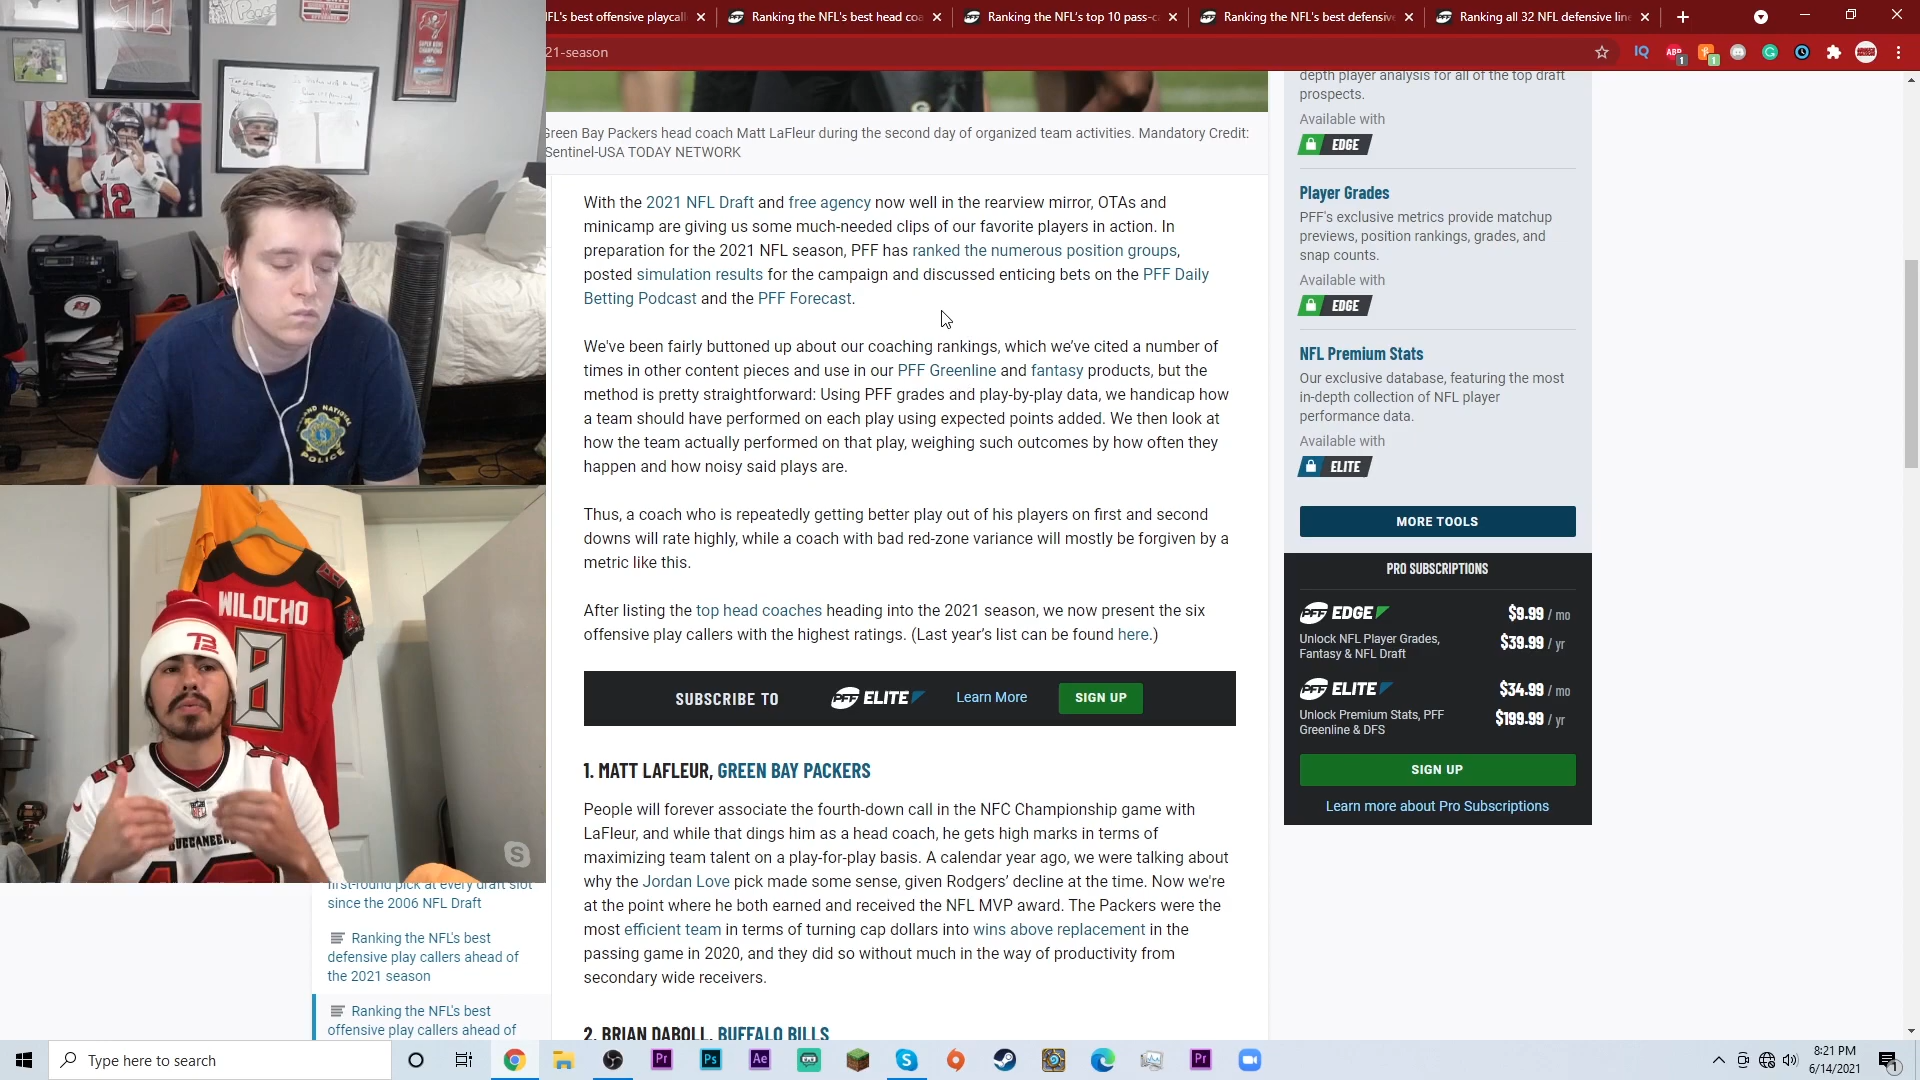 NFL's best offensive playcall
Ranking the NFL's best head coa
Ranking the NFL's top 10 pass-c
Ranking the NFL's best defensive
Ranking all 32 NFL defensive line
21-season
Green Bay Packers head coach Matt LaFleur during the second day of organized team activities. Mandatory Credit:
Sentinel-USA TODAY NETWORK
With the 2021 NFL Draft and free agency now well in the rearview mirror, OTAs and
minicamp are giving us some much-needed clips of our favorite players in action. In
preparation for the 2021 NFL season, PFF has ranked the numerous position groups,
posted simulation results for the campaign and discussed enticing bets on the PFF Daily
Betting Podcast and the PFF Forecast.
We've been fairly buttoned up about our coaching rankings, which we've cited a number of
times in other content pieces and use in our PFF Greenline and fantasy products, but the
method is pretty straightforward: Using PFF grades and play-by-play data, we handicap how
a team should have performed on each play using expected points added. We then look at
how the team actually performed on that play, weighing such outcomes by how often they
happen and how noisy said plays are.
Thus, a coach who is repeatedly getting better play out of his players on first and second
downs will rate highly, while a coach with bad red-zone variance will mostly be forgiven by a
metric like this.
After listing the top head coaches heading into the 2021 season, we now present the six
offensive play callers with the highest ratings. (Last year's list can be found here.)
SUBSCRIBE TO PFF ELITE Learn More SIGN UP
1. MATT LAFLEUR, GREEN BAY PACKERS
People will forever associate the fourth-down call in the NFC Championship game with
LaFleur, and while that dings him as a head coach, he gets high marks in terms of
maximizing team talent on a play-for-play basis. A calendar year ago, we were talking about
why the Jordan Love pick made some sense, given Rodgers' decline at the time. Now we're
at the point where he both earned and received the NFL MVP award. The Packers were the
most efficient team in terms of turning cap dollars into wins above replacement in the
passing game in 2020, and they did so without much in the way of productivity from
secondary wide receivers.
2. BRIAN DABOLL, BUFFALO BILLS
depth player analysis for all of the top draft
prospects.
Available with
EDGE
Player Grades
PFF's exclusive metrics provide matchup
previews, position rankings, grades, and
snap counts.
Available with
EDGE
NFL Premium Stats
Our exclusive database, featuring the most
in-depth collection of NFL player
performance data.
Available with
ELITE
MORE TOOLS
PRO SUBSCRIPTIONS
PFF EDGE $9.99 / mo
Unlock NFL Player Grades,
Fantasy & NFL Draft
$39.99 / yr
PFF ELITE $34.99 / mo
Unlock Premium Stats, PFF
Greenline & DFS
$199.99 / yr
SIGN UP
Learn more about Pro Subscriptions
first-round pick at every draft slot
since the 2006 NFL Draft
Ranking the NFL's best
defensive play callers ahead of
the 2021 season
Ranking the NFL's best
offensive play callers ahead of
12
POLICE
WILOCHO
8
TB
NFL
BUCCANEERS
Type here to search
8:21 PM
6/14/2021